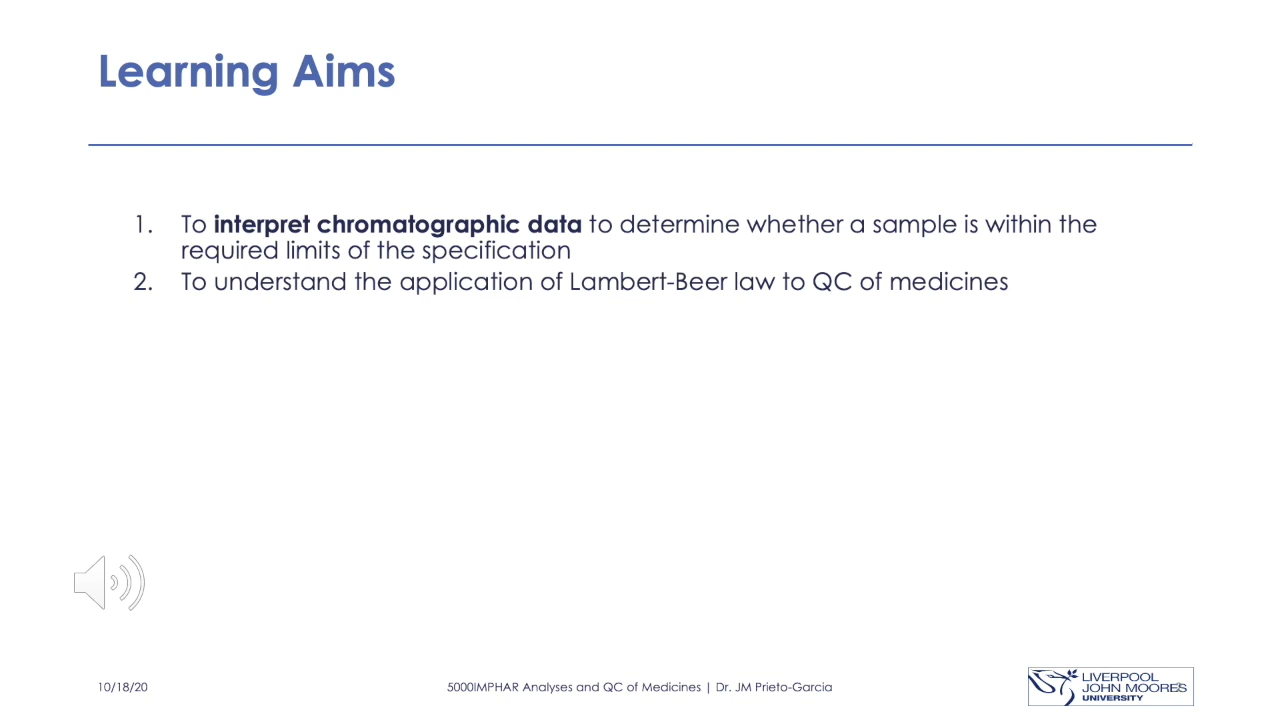 Learning Aims
1. To interpret chromatographic data to determine whether a sample is within the
required limits of the specification
2. To understand the application of Lambert-Beer law to QC of medicines
10/18/20
5000IMPHAR Analyses and QC of Medicines | Dr. JM Prieto-Garcia
LIVERPOOL
JOHN MOORES
UNIVERSITY